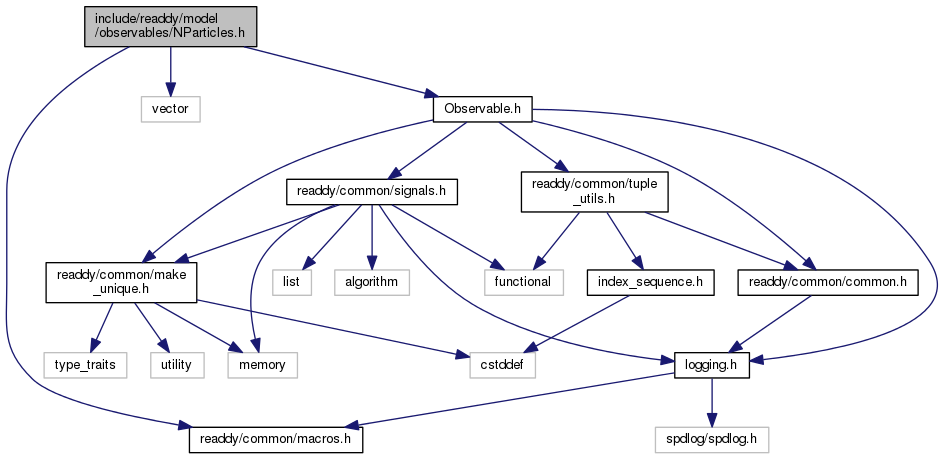 include/readdy/model
/observables/NParticles.h
vector
Observable.h
readdy/common/signals.h
readdy/common/tuple
_utils.h
readdy/common/make
_unique.h
list
algorithm
functional
index_sequence.h
readdy/common/common.h
type_traits
utility
memory
cstddef
logging.h
readdy/common/macros.h
spdlog/spdlog.h